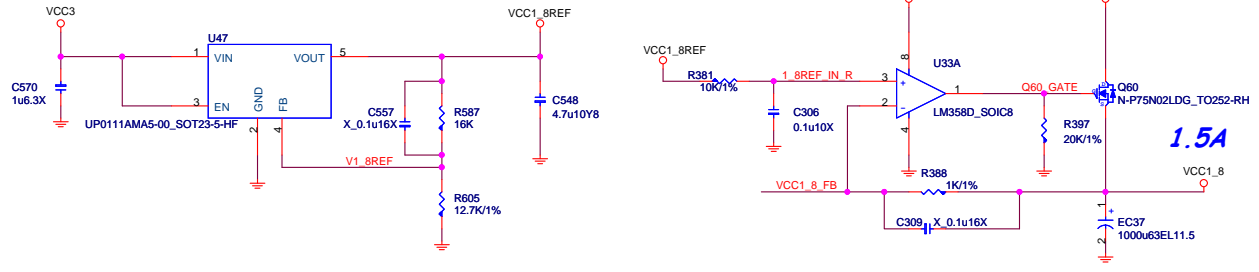 VCC3
U47
1
VIN
VOUT
5
VCC1_8REF
C570
1u6.3X
3
EN
GND
FB
UP0111AMA5-00_SOT23-5-HF
2
4
C557
X_0.1u16X
R587
16K
C548
4.7u10Y8
V1_8REF
R605
12.7K/1%
VCC1_8REF
R381
10K/1%
1_8REF_IN_R
3
+
2
-
8
4
1
U33A
LM358D_SOIC8
C306
0.1u10X
Q60_GATE
Q60
N-P75N02LDG_TO252-RH
R397
20K/1%
1.5A
VCC1_8_FB
R388
1K/1%
C309
X_0.1u16X
VCC1_8
1
+
EC37
1000u63EL11.5
2